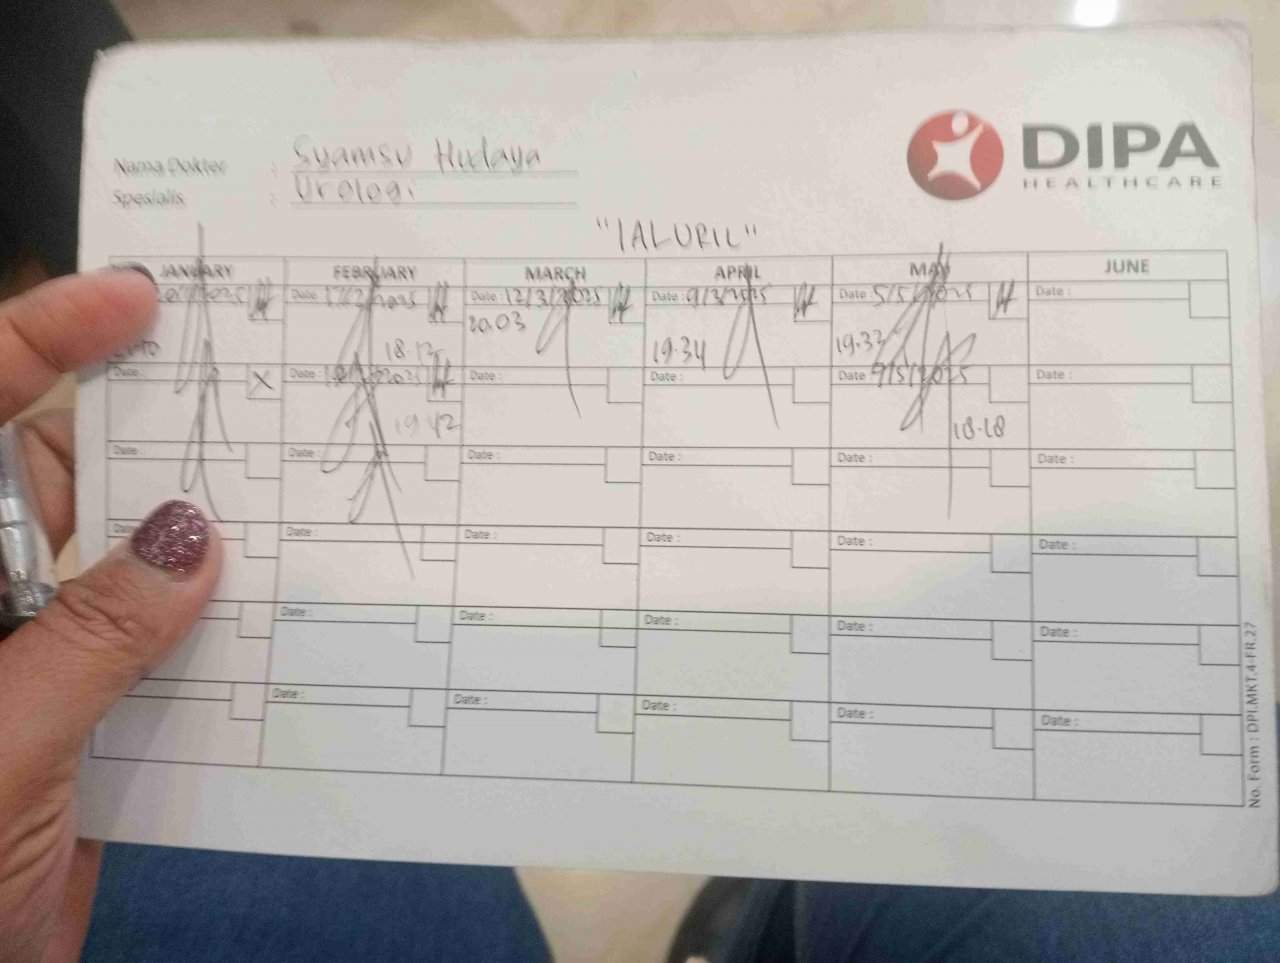 DIPA
HEALTHCARE
Nama Dokter : Syamsu Hudaya
Spesialis : Urologi
"IALURIL"
JANUARY FEBRUARY MARCH APRIL MAY JUNE
Date : 17/2/2025 Date : 12/3/2025 Date : 9/3/2525 Date : 5/5/2025 Date :
18.12 20.03 19.34 19.37
Date : X Date : 2025 Date : Date : Date : 9/5/2025 Date :
19.42 18.18
Date : Date : Date : Date : Date : Date :
Date : Date : Date : Date : Date : Date :
Date : Date : Date : Date : Date :
Date : Date : Date : Date : Date :
No. Form : DPI.MKT.4-FR.27